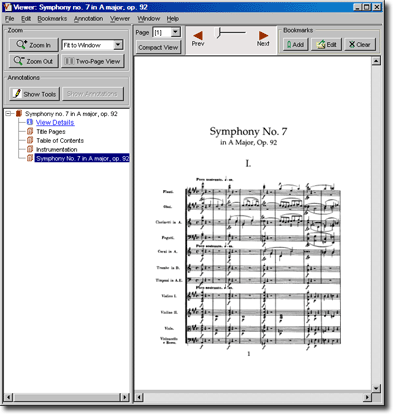 Viewer: Symphony no. 7 in A major, op. 92
File Edit Bookmarks Annotation Viewer Window Help
Zoom
Zoom In Fit to Window
Zoom Out Two-Page View
Annotations
Show Tools Show Annotations
Page [1]
Compact View
Prev Next
Bookmarks
Add Edit Clear
Symphony no. 7 in A major, op. 92
View Details
Title Pages
Table of Contents
Instrumentation
Symphony No. 7 in A major, op. 92
Symphony No. 7
in A Major, Op. 92
I.
Poco sostenuto.
Flauti.
Oboi.
Clarinetti in A.
Fagotti.
Corni in A.
Trombe in D.
Timpani in A.E.
Poco sostenuto.
Violino I.
Violino II.
Viola.
Violoncello
e Basso.
1